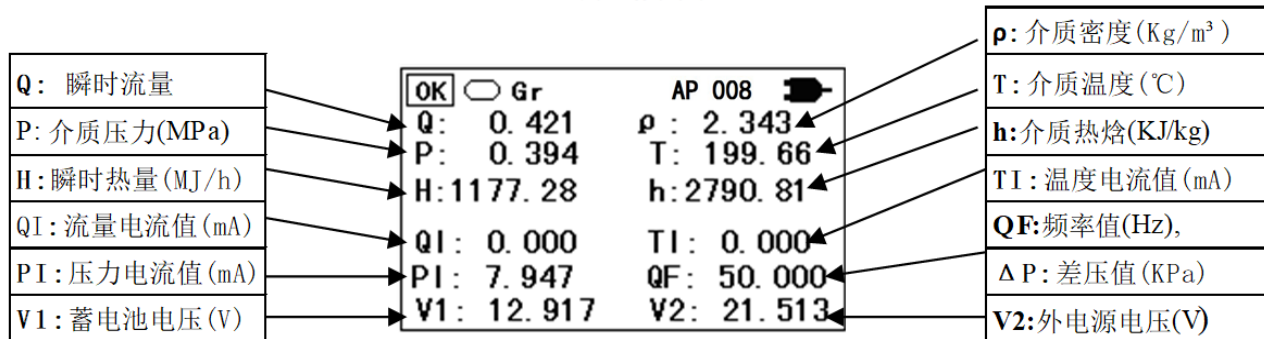 Q: 瞬时流量
P: 介质压力(MPa)
H:瞬时热量(MJ/h)
QI:流量电流值(mA)
PI:压力电流值(mA)
V1:蓄电池电压(V)
OK Gr AP 008
Q: 0.421 ρ: 2.343
P: 0.394 T: 199.66
H:1177.28 h:2790.81
QI: 0.000 TI: 0.000
PI: 7.947 QF: 50.000
V1: 12.917 V2: 21.513
ρ:介质密度(Kg/m³)
T:介质温度(℃)
h:介质热焓(KJ/kg)
TI:温度电流值(mA)
QF:频率值(Hz),
ΔP:差压值(KPa)
V2:外电源电压(V)